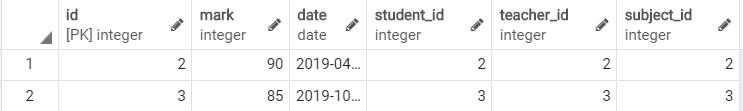 id mark date student_id teacher_id subject_id
[PK] integer integer date integer integer integer
1 2 90 2019-04... 2 2 2
2 3 85 2019-10... 3 3 3